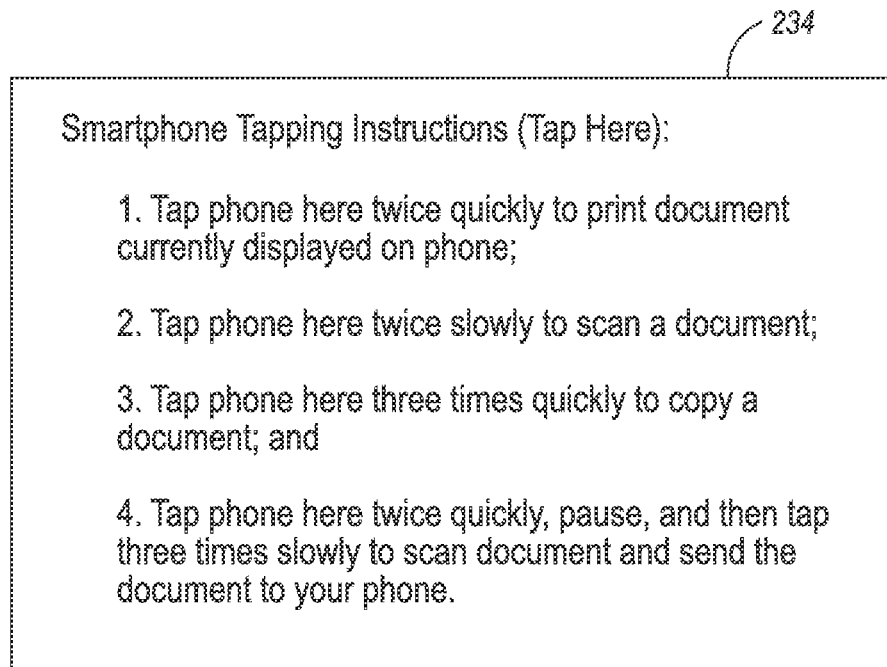 234
Smartphone Tapping Instructions (Tap Here):
1. Tap phone here twice quickly to print document
currently displayed on phone;
2. Tap phone here twice slowly to scan a document;
3. Tap phone here three times quickly to copy a
document; and
4. Tap phone here twice quickly, pause, and then tap
three times slowly to scan document and send the
document to your phone.